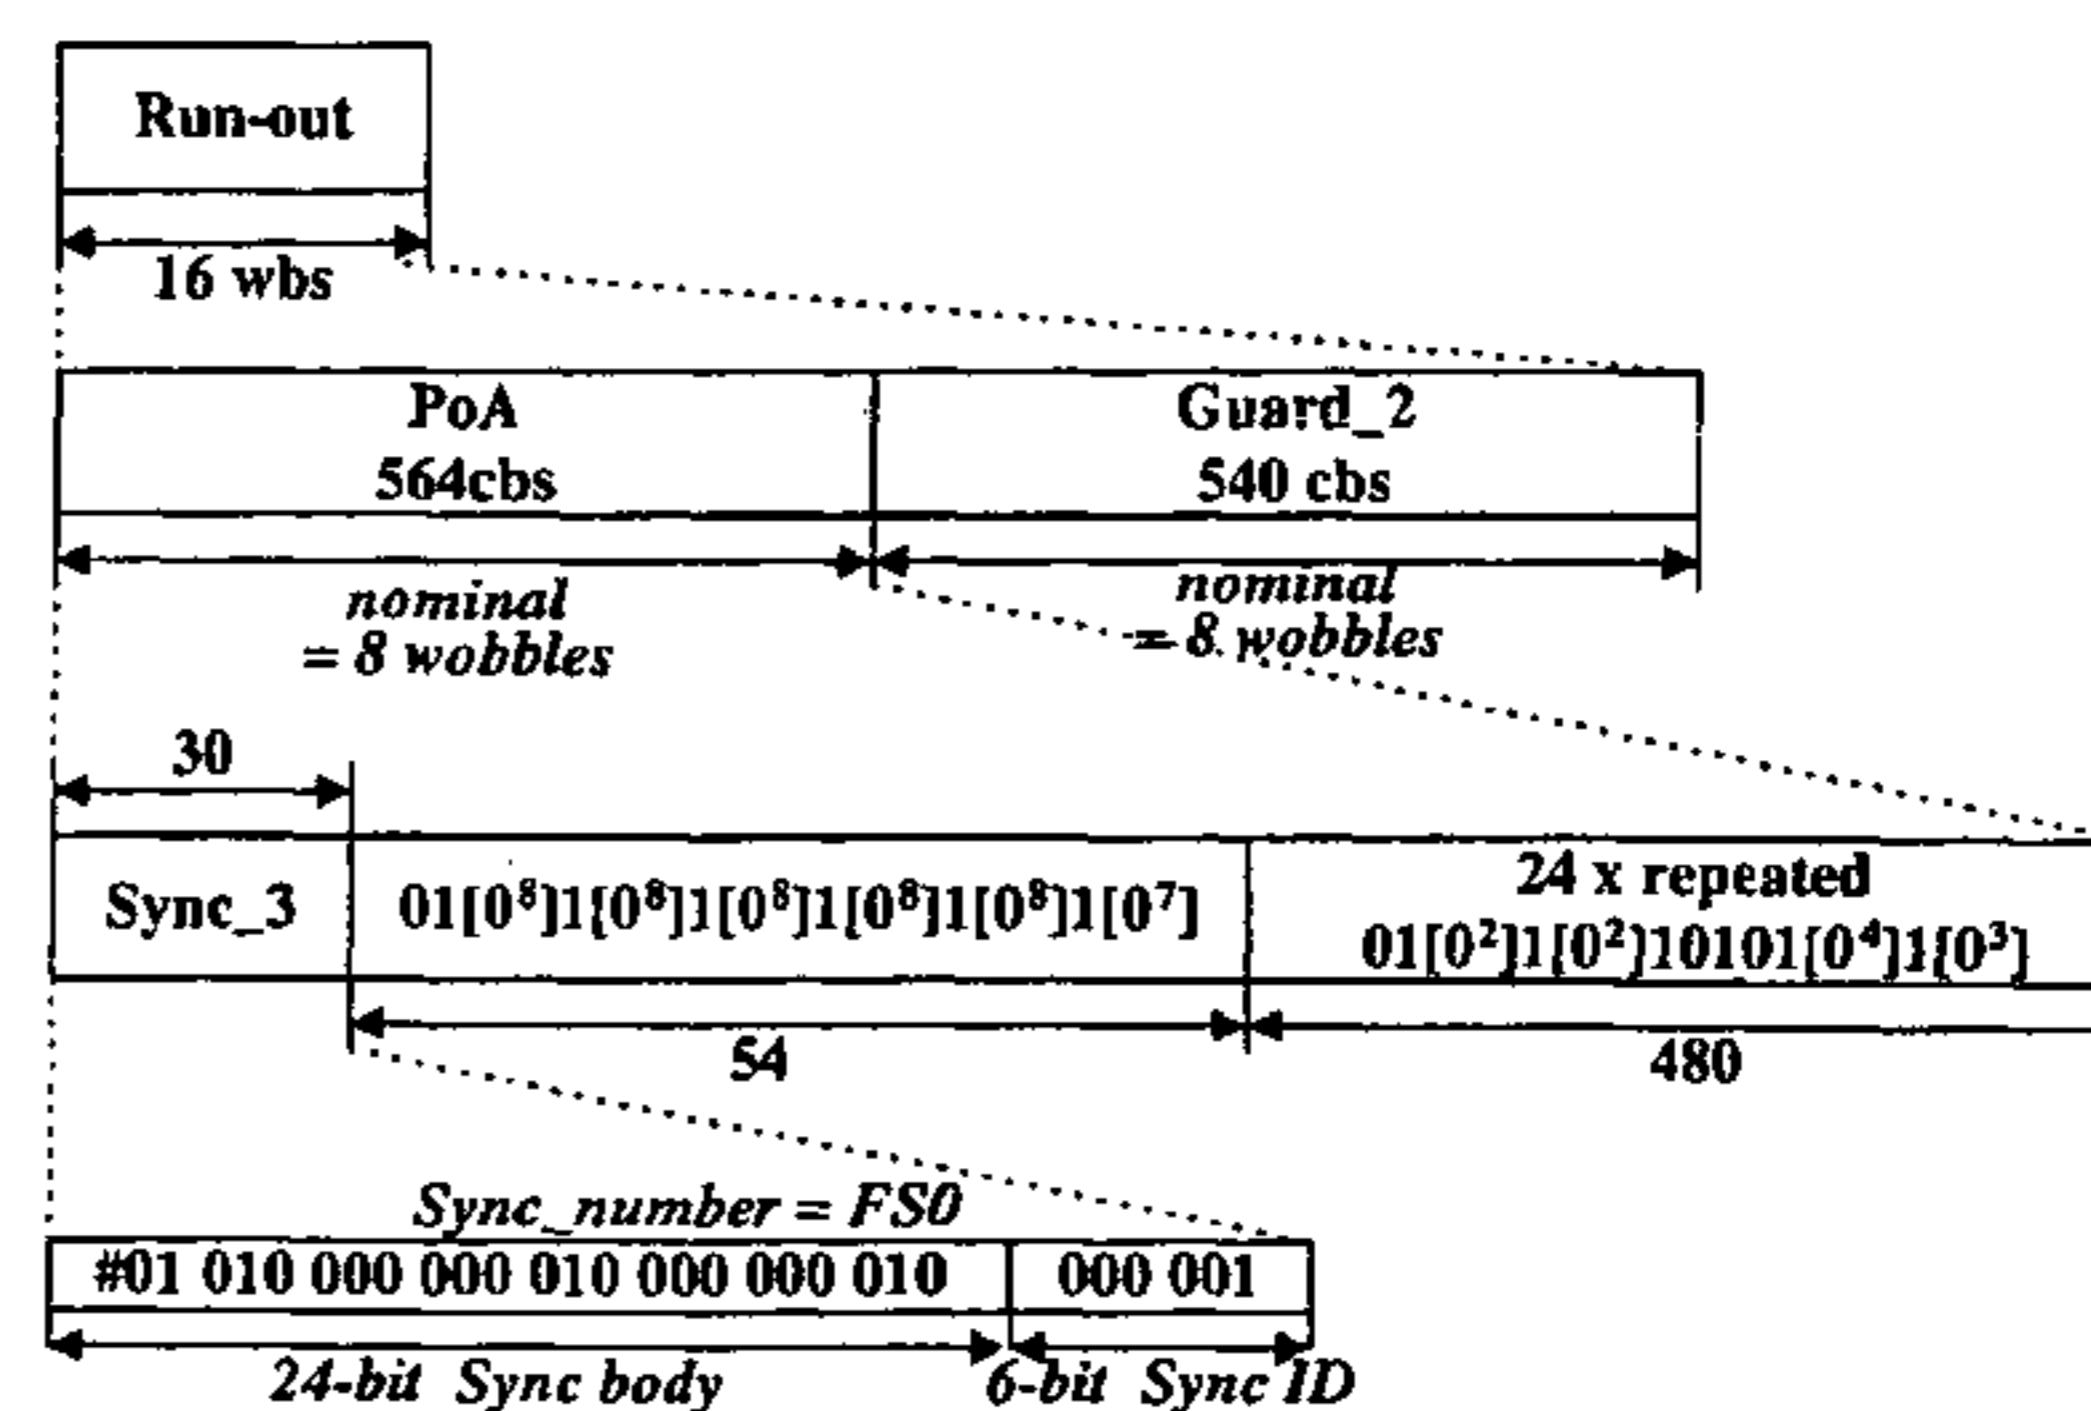 Run-out
16 wbs
PoA
564cbs
Guard_2
540 cbs
nominal
= 8 wobbles
nominal
= 8 wobbles
30
Sync_3
01[0⁸]1[0⁸]1[0⁸]1[0⁸]1[0⁸]1[0⁷]
24 x repeated
01[0²]1[0²]10101[0⁴]1[0³]
54
480
Sync_number = FS0
#01 010 000 000 010 000 000 010
000 001
24-bit Sync body
6-bit Sync ID